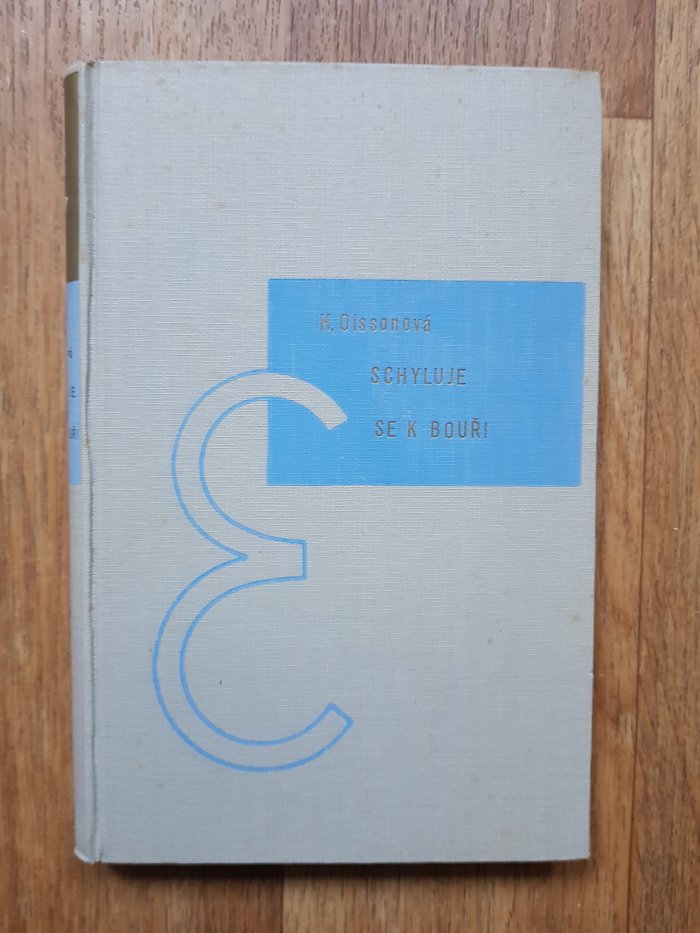 H. Olssonová
SCHYLUJE
SE K BOUŘI